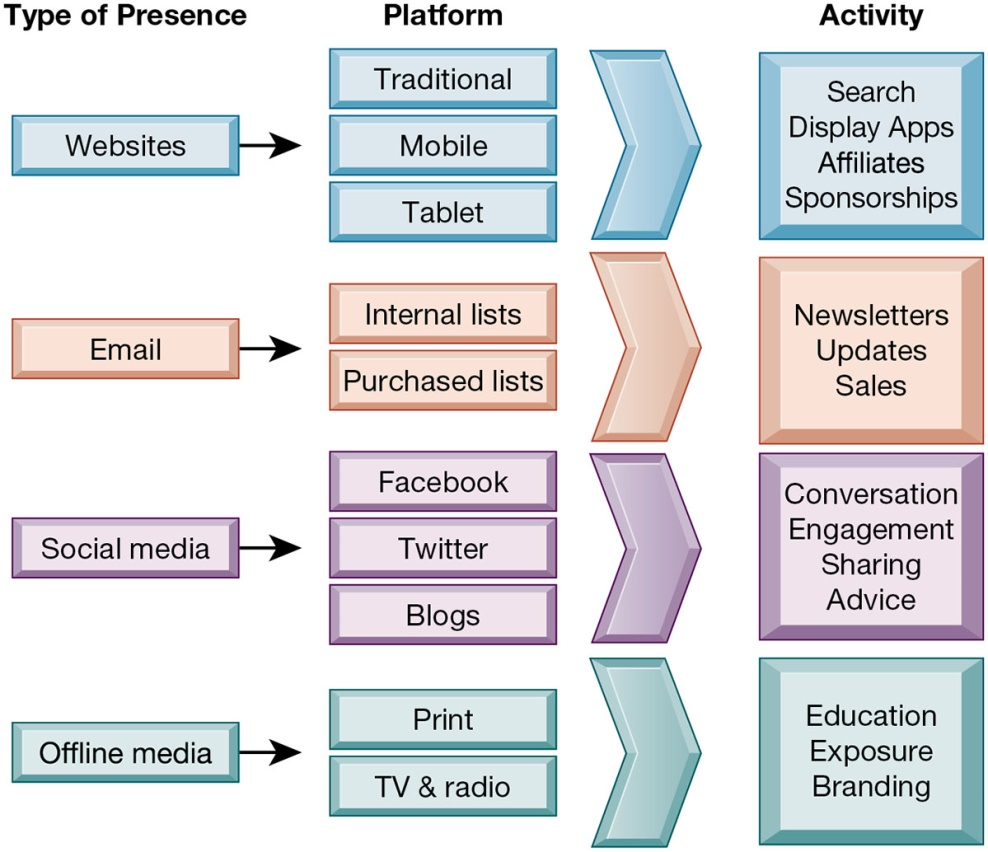 Type of Presence
Platform
Activity
Websites
Traditional
Mobile
Tablet
Search
Display Apps
Affiliates
Sponsorships
Email
Internal lists
Purchased lists
Newsletters
Updates
Sales
Social media
Facebook
Twitter
Blogs
Conversation
Engagement
Sharing
Advice
Offline media
Print
TV & radio
Education
Exposure
Branding